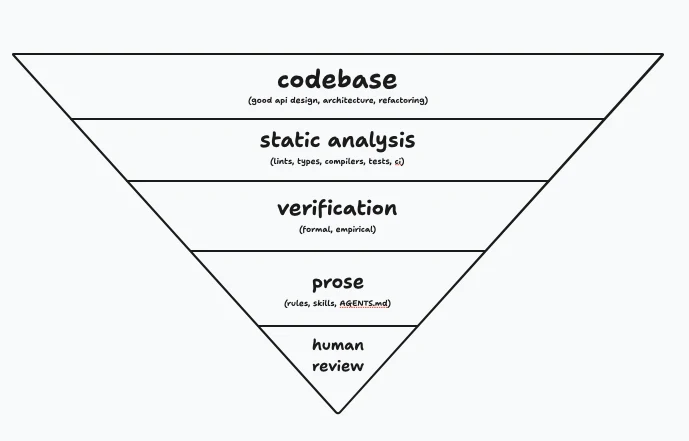 codebase
(good api design, architecture, refactoring)
static analysis
(lints, types, compilers, tests, ci)
verification
(formal, empirical)
prose
(rules, skills, AGENTS.md)
human
review